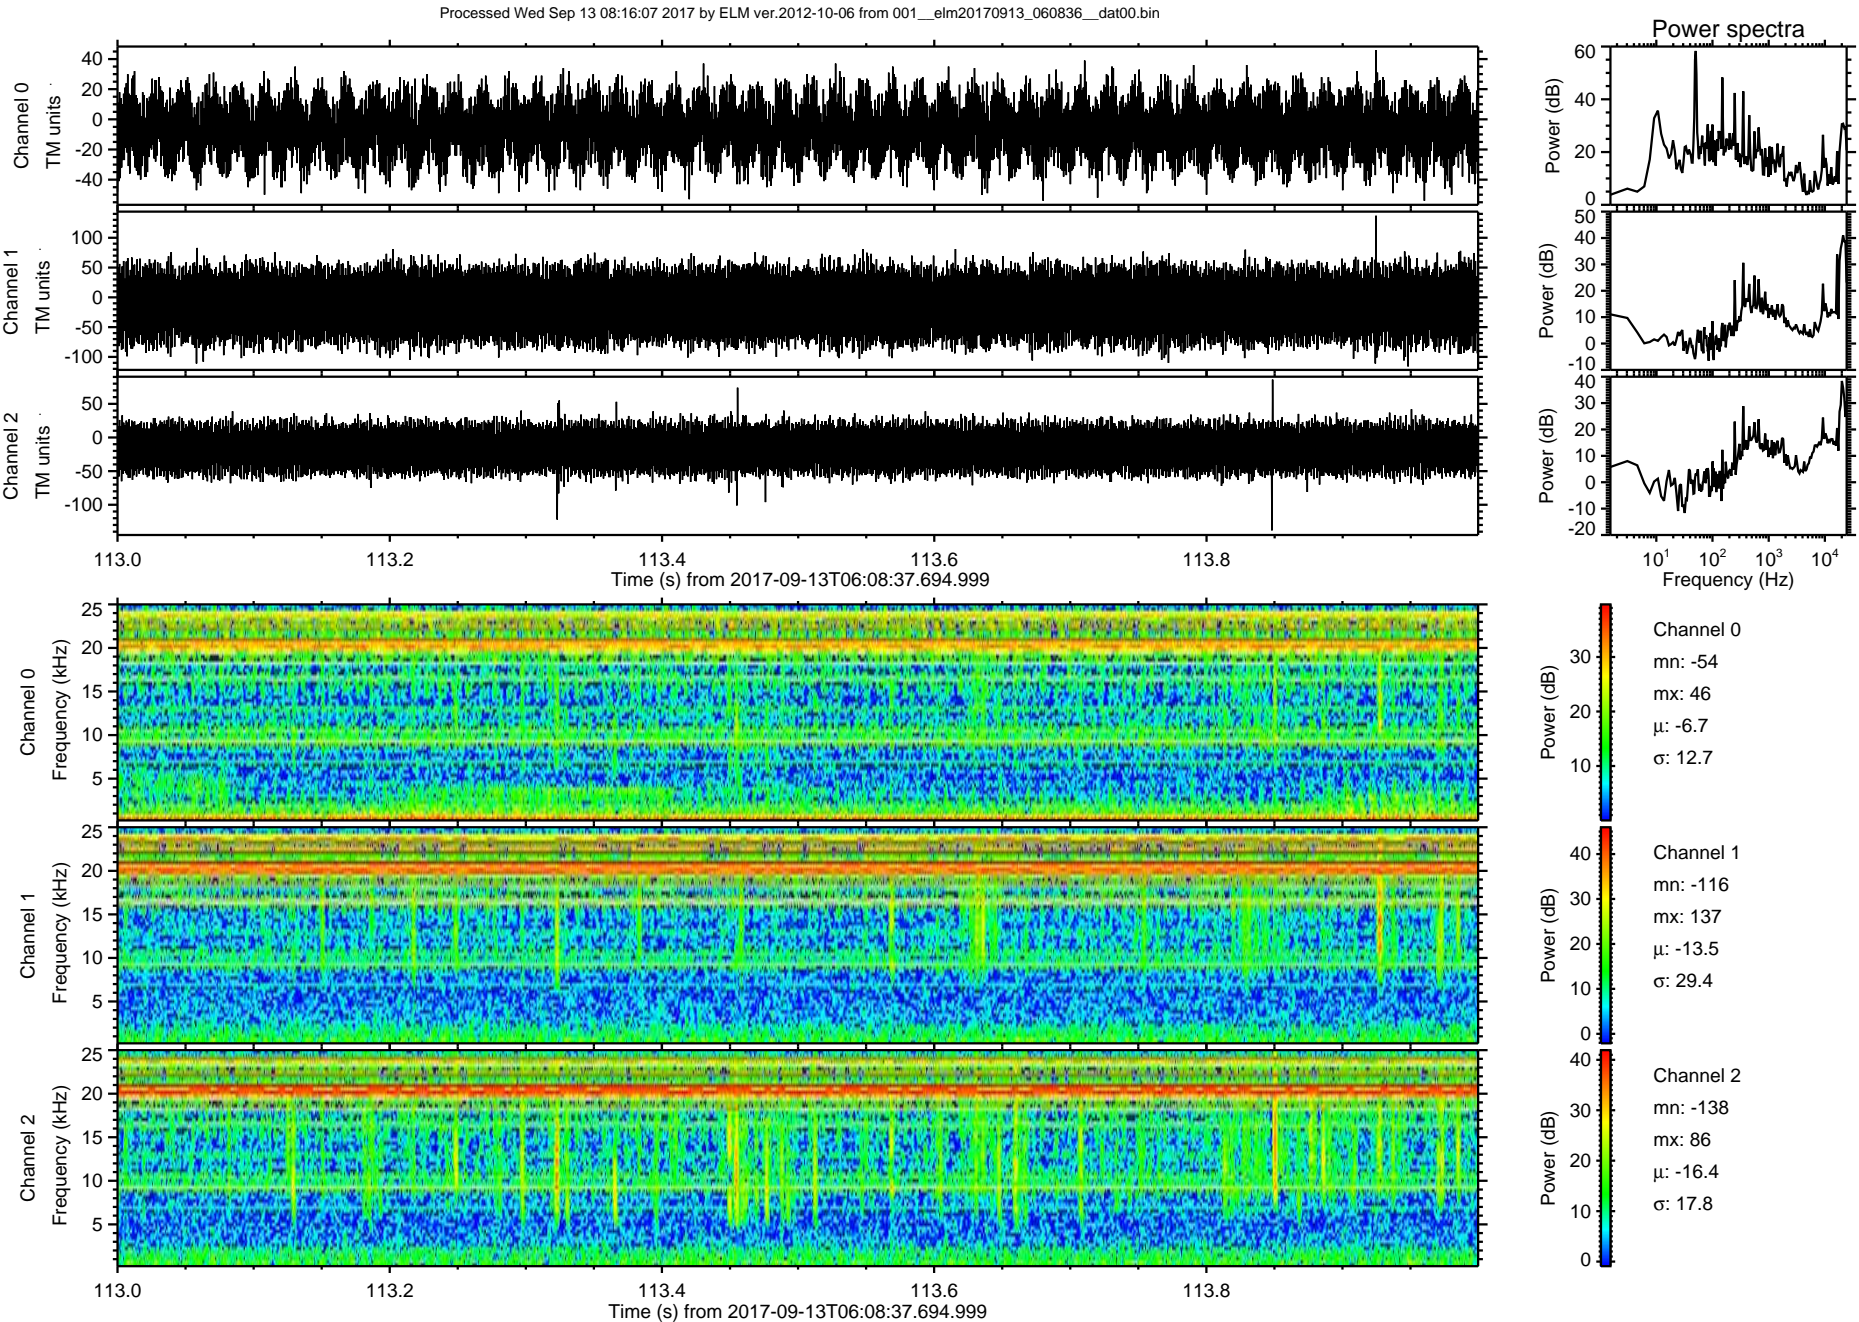 Processed Wed Sep 13 08:16:07 2017 by ELM ver.2012-10-06 from 001__elm20170913_060836__dat00.bin
Power spectra
Channel 0
TM units
40
20
0
-20
-40
Power (dB)
60
40
20
0
Channel 1
TM units
100
50
0
-50
-100
Power (dB)
50
40
30
20
10
0
-10
Channel 2
TM units
50
0
-50
-100
Power (dB)
40
30
20
10
0
-10
-20
113.0 113.2 113.4 113.6 113.8
Time (s) from 2017-09-13T06:08:37.694.999
10^1 10^2 10^3 10^4
Frequency (Hz)
Channel 0
Frequency (kHz)
25
20
15
10
5
Power (dB)
30
20
10
Channel 0
mn: -54
mx: 46
μ: -6.7
σ: 12.7
Channel 1
Frequency (kHz)
25
20
15
10
5
Power (dB)
40
30
20
10
0
Channel 1
mn: -116
mx: 137
μ: -13.5
σ: 29.4
Channel 2
Frequency (kHz)
25
20
15
10
5
Power (dB)
40
30
20
10
0
Channel 2
mn: -138
mx: 86
μ: -16.4
σ: 17.8
113.0 113.2 113.4 113.6 113.8
Time (s) from 2017-09-13T06:08:37.694.999